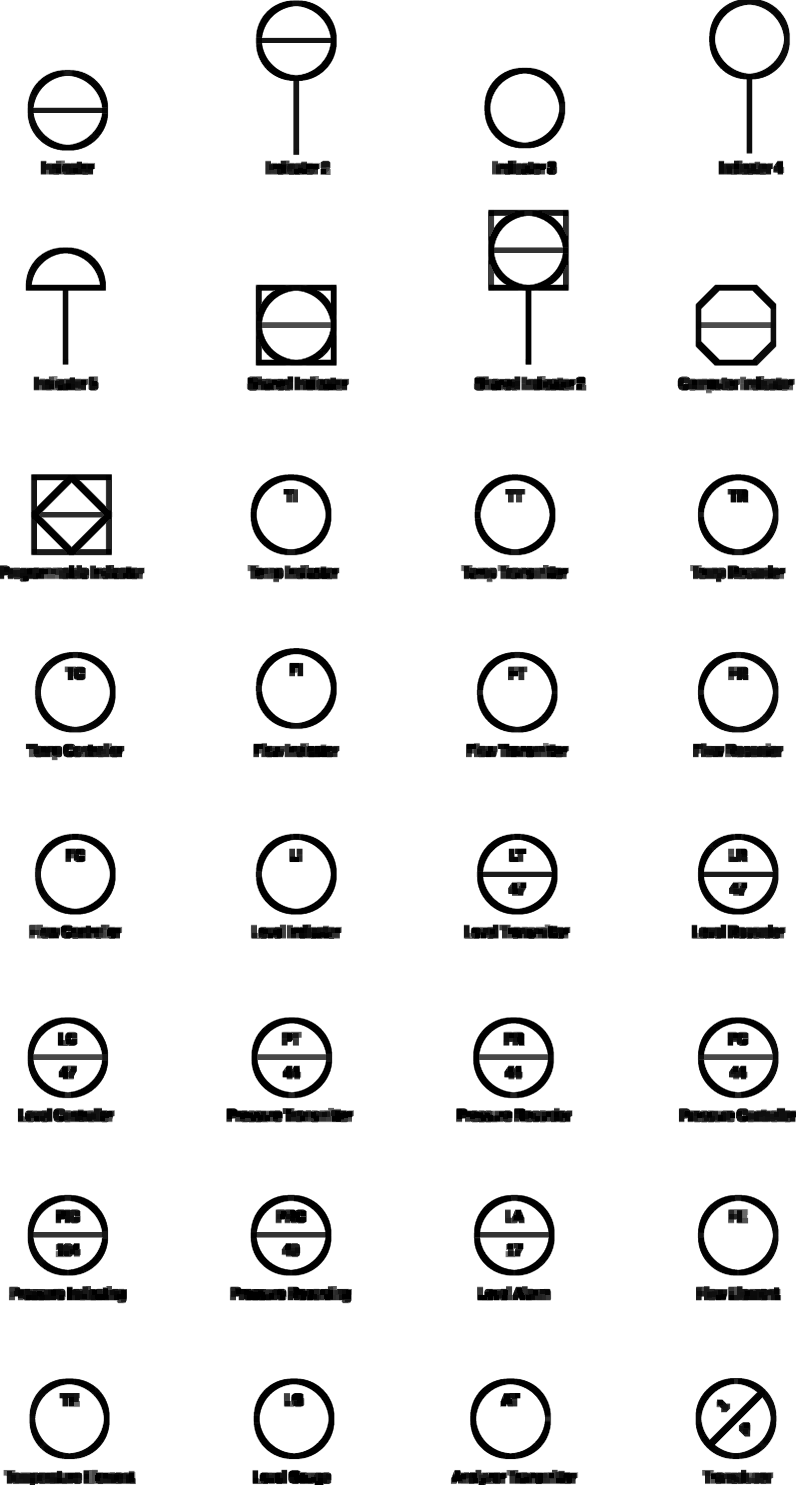 Indicator
Indicator 2
Indicator 3
Indicator 4
Indicator 5
Shared Indicator
Shared Indicator 2
Computer Indicator
Programmable Indicator
TI
TT
TR
Temp Indicator
Temp Transmitter
Temp Recorder
TC
FI
FT
FR
Temp Controller
Flow Indicator
Flow Transmitter
Flow Recorder
FC
LI
LT
LR
47
47
Flow Controller
Level Indicator
Level Transmitter
Level Recorder
LC
PT
PR
PC
47
44
44
44
Level Controller
Pressure Transmitter
Pressure Recorder
Pressure Controller
PIC
PRC
LA
FE
17
Pressure Indicating
Pressure Recording
Level Alarm
Flow Element
TE
LG
AT
Temperature Element
Level Gauge
Analyzer Transmitter
Transducer